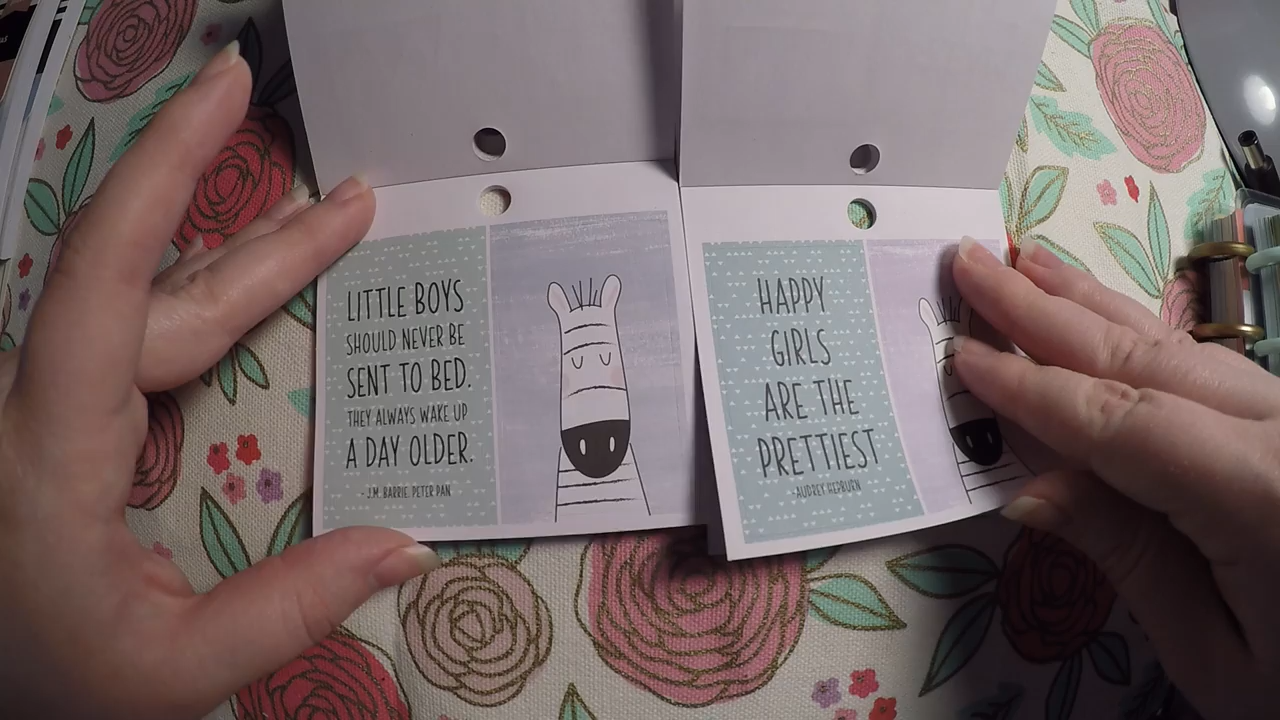 LITTLE BOYS
SHOULD NEVER BE
SENT TO BED.
THEY ALWAYS WAKE UP
A DAY OLDER.
- J.M. BARRIE, PETER PAN
HAPPY
GIRLS
ARE THE
PRETTIEST
-AUDREY HEPBURN